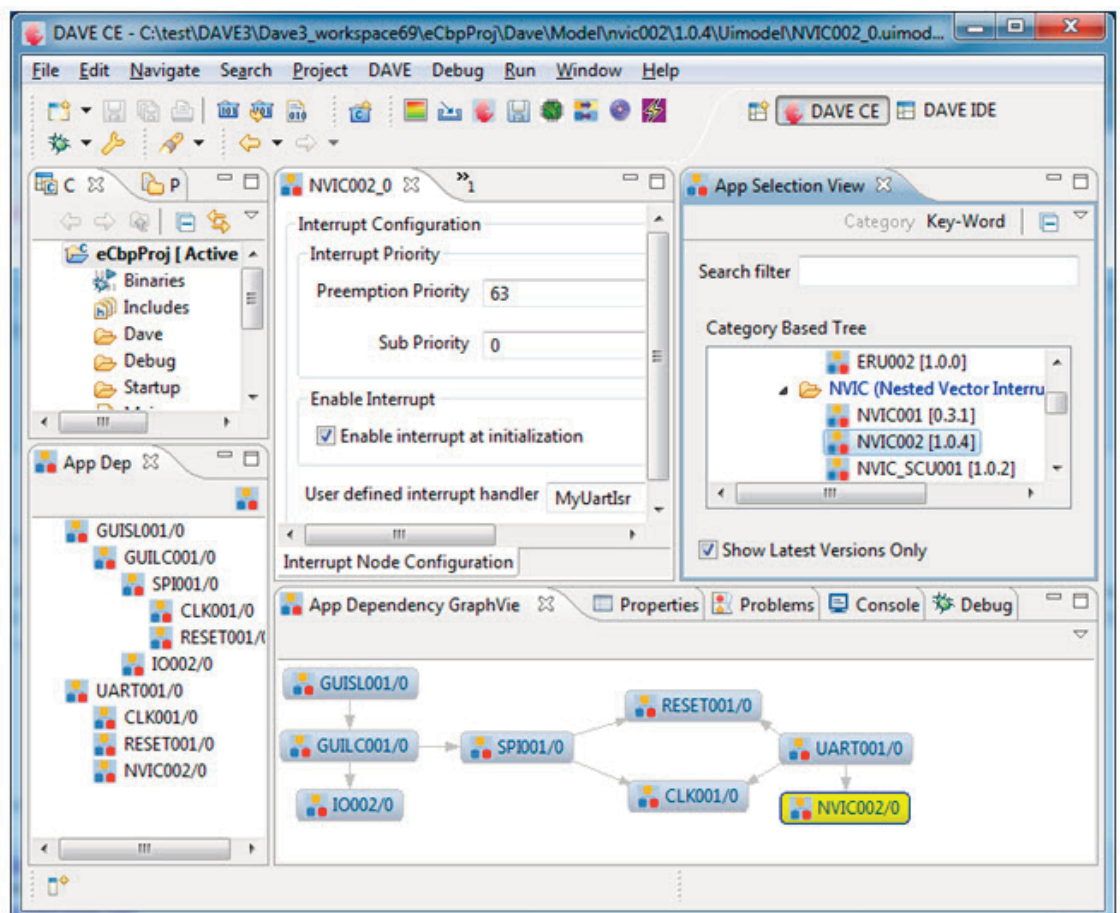 DAVE CE - C:\test\DAVE3\Dave3_workspace69\eCbpProj\Dave\Model\nvic002\1.0.4\Uimodel\NVIC002_0.uimod...
File Edit Navigate Search Project DAVE Debug Run Window Help
DAVE CE DAVE IDE
C P
eCbpProj [ Active
Binaries
Includes
Dave
Debug
Startup
NVIC002_0 »1
Interrupt Configuration
Interrupt Priority
Preemption Priority 63
Sub Priority 0
Enable Interrupt
Enable interrupt at initialization
User defined interrupt handler MyUartIsr
Interrupt Node Configuration
App Selection View
Category Key-Word
Search filter
Category Based Tree
ERU002 [1.0.0]
NVIC (Nested Vector Interru
NVIC001 [0.3.1]
NVIC002 [1.0.4]
NVIC_SCU001 [1.0.2]
Show Latest Versions Only
App Dep
GUISL001/0
GUILC001/0
SPI001/0
CLK001/0
RESET001/(
IO002/0
UART001/0
CLK001/0
RESET001/0
NVIC002/0
App Dependency GraphVie Properties Problems Console Debug
GUISL001/0
RESET001/0
GUILC001/0 SPI001/0 UART001/0
IO002/0 CLK001/0 NVIC002/0